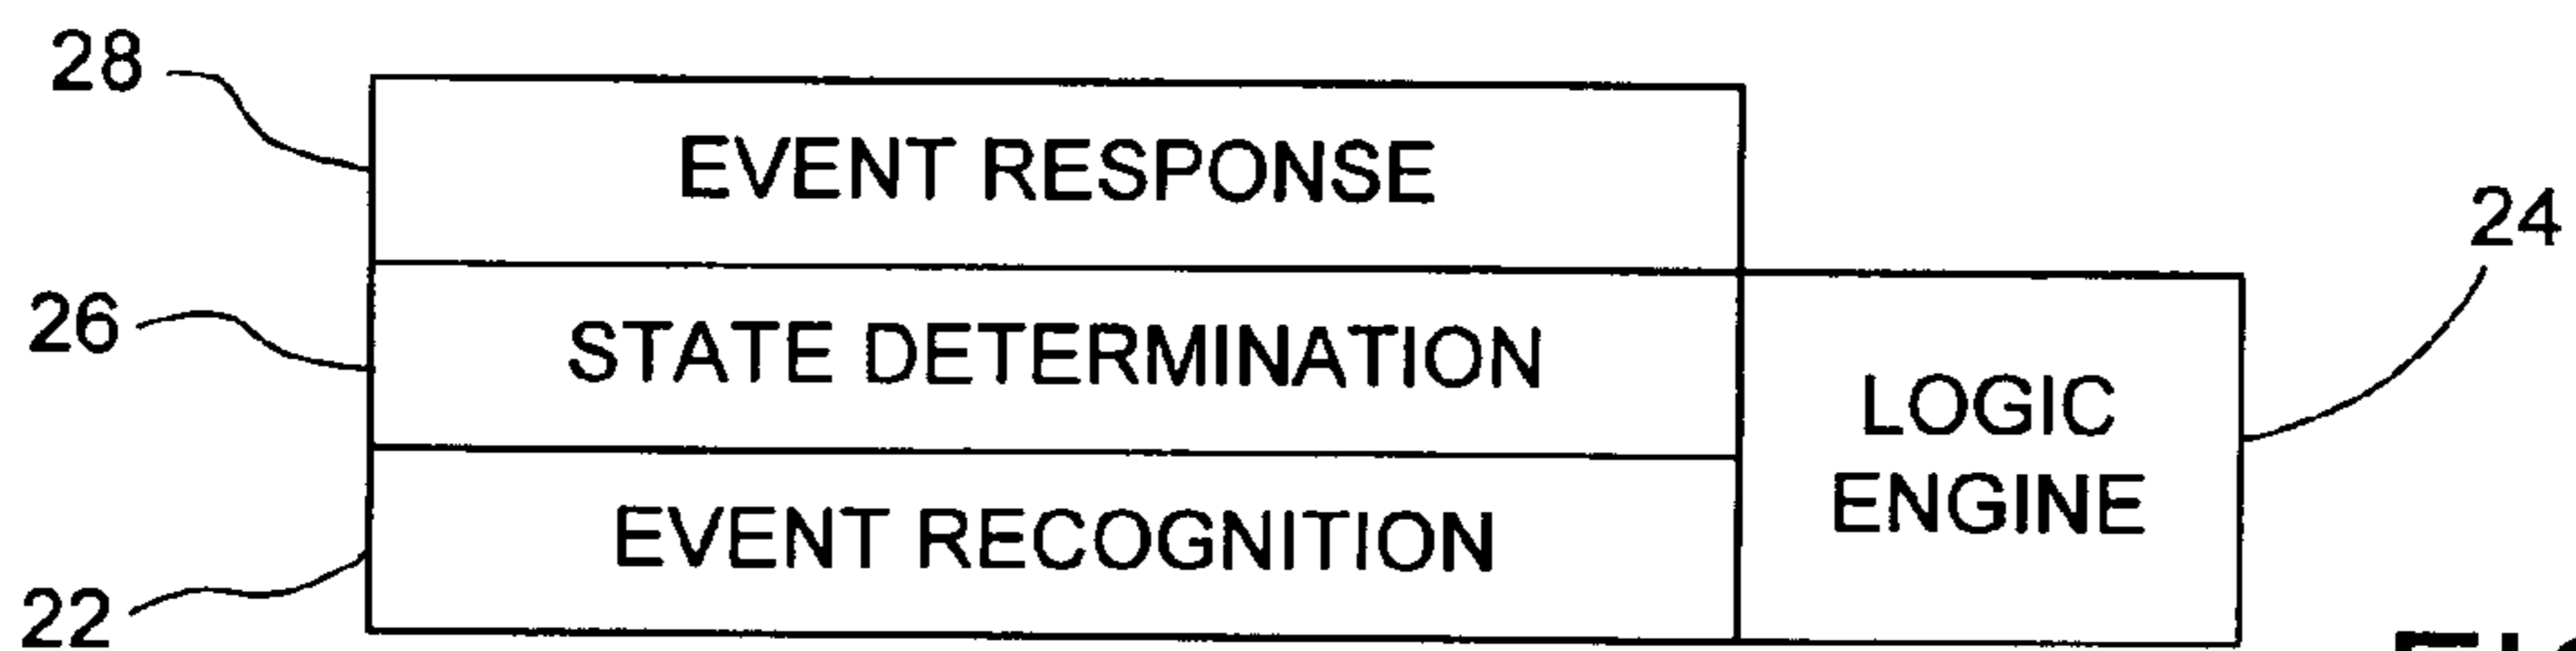 28
EVENT RESPONSE
24
26
STATE DETERMINATION
LOGIC
ENGINE
EVENT RECOGNITION
22